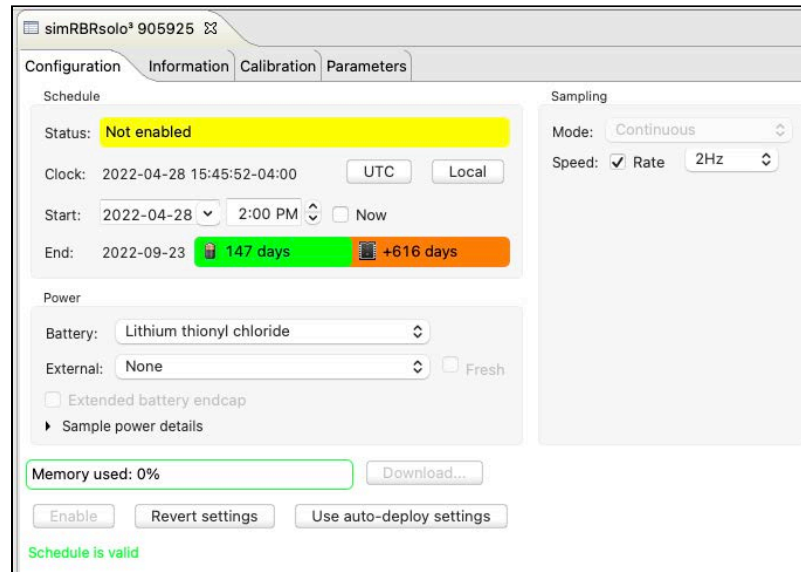 simRBRsolo³ 905925
Configuration Information Calibration Parameters
Schedule
Status: Not enabled
Clock: 2022-04-28 15:45:52-04:00 UTC Local
Start: 2022-04-28 2:00 PM Now
End: 2022-09-23 147 days +616 days
Power
Battery: Lithium thionyl chloride
External: None Fresh
Extended battery endcap
Sample power details
Memory used: 0% Download...
Enable Revert settings Use auto-deploy settings
Schedule is valid
Sampling
Mode: Continuous
Speed: Rate 2Hz